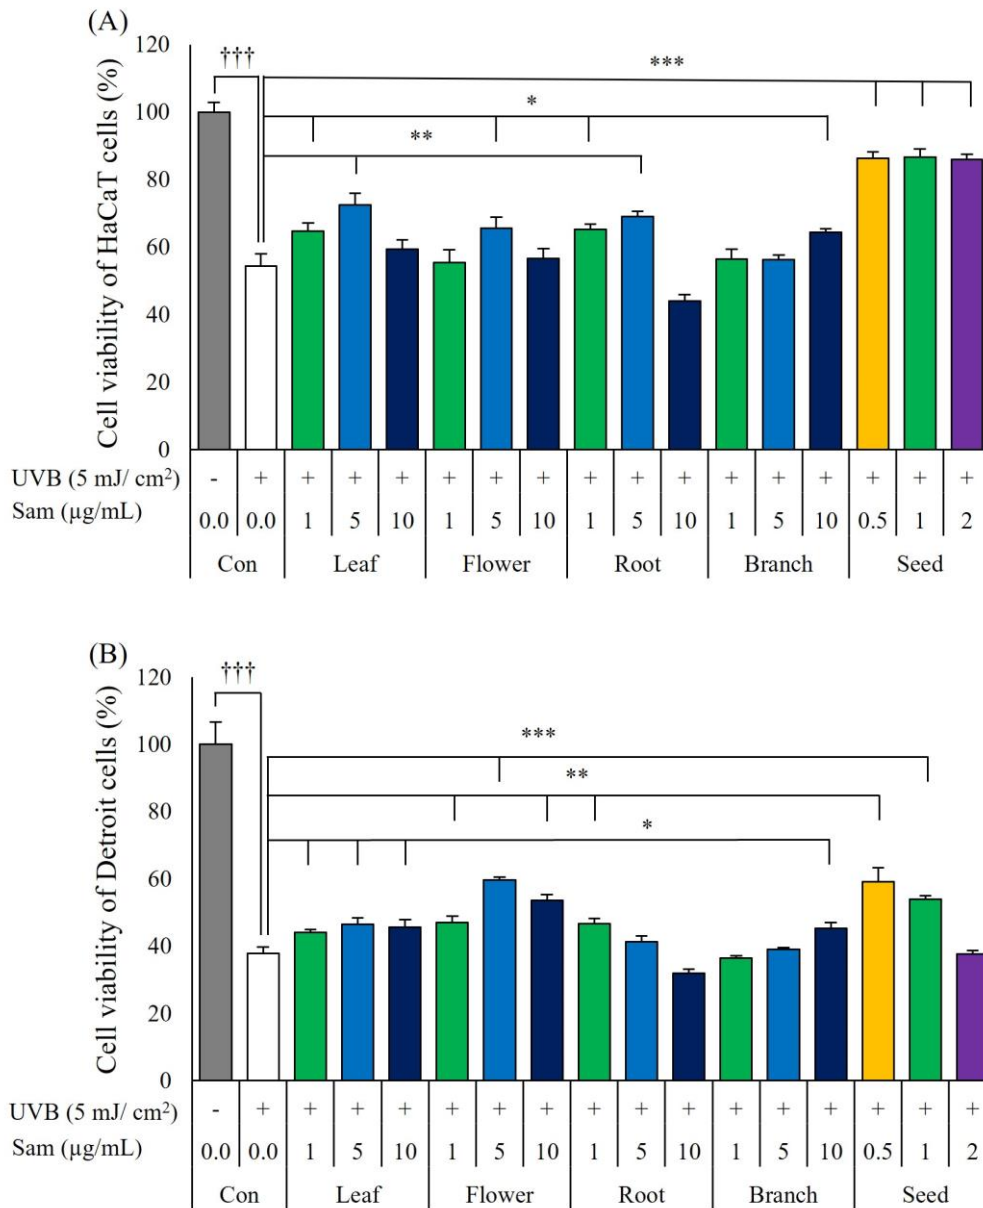 (A)
Cell viability of HaCaT cells (%)
120
100
80
60
40
20
0
†††
***
*
**
UVB (5 mJ/ cm²) - + + + + + + + + + + + + + + + +
Sam (µg/mL) 0.0 0.0 1 5 10 1 5 10 1 5 10 1 5 10 0.5 1 2
Con Leaf Flower Root Branch Seed
(B)
Cell viability of Detroit cells (%)
120
100
80
60
40
20
0
†††
***
**
*
UVB (5 mJ/ cm²) - + + + + + + + + + + + + + + + +
Sam (µg/mL) 0.0 0.0 1 5 10 1 5 10 1 5 10 1 5 10 0.5 1 2
Con Leaf Flower Root Branch Seed